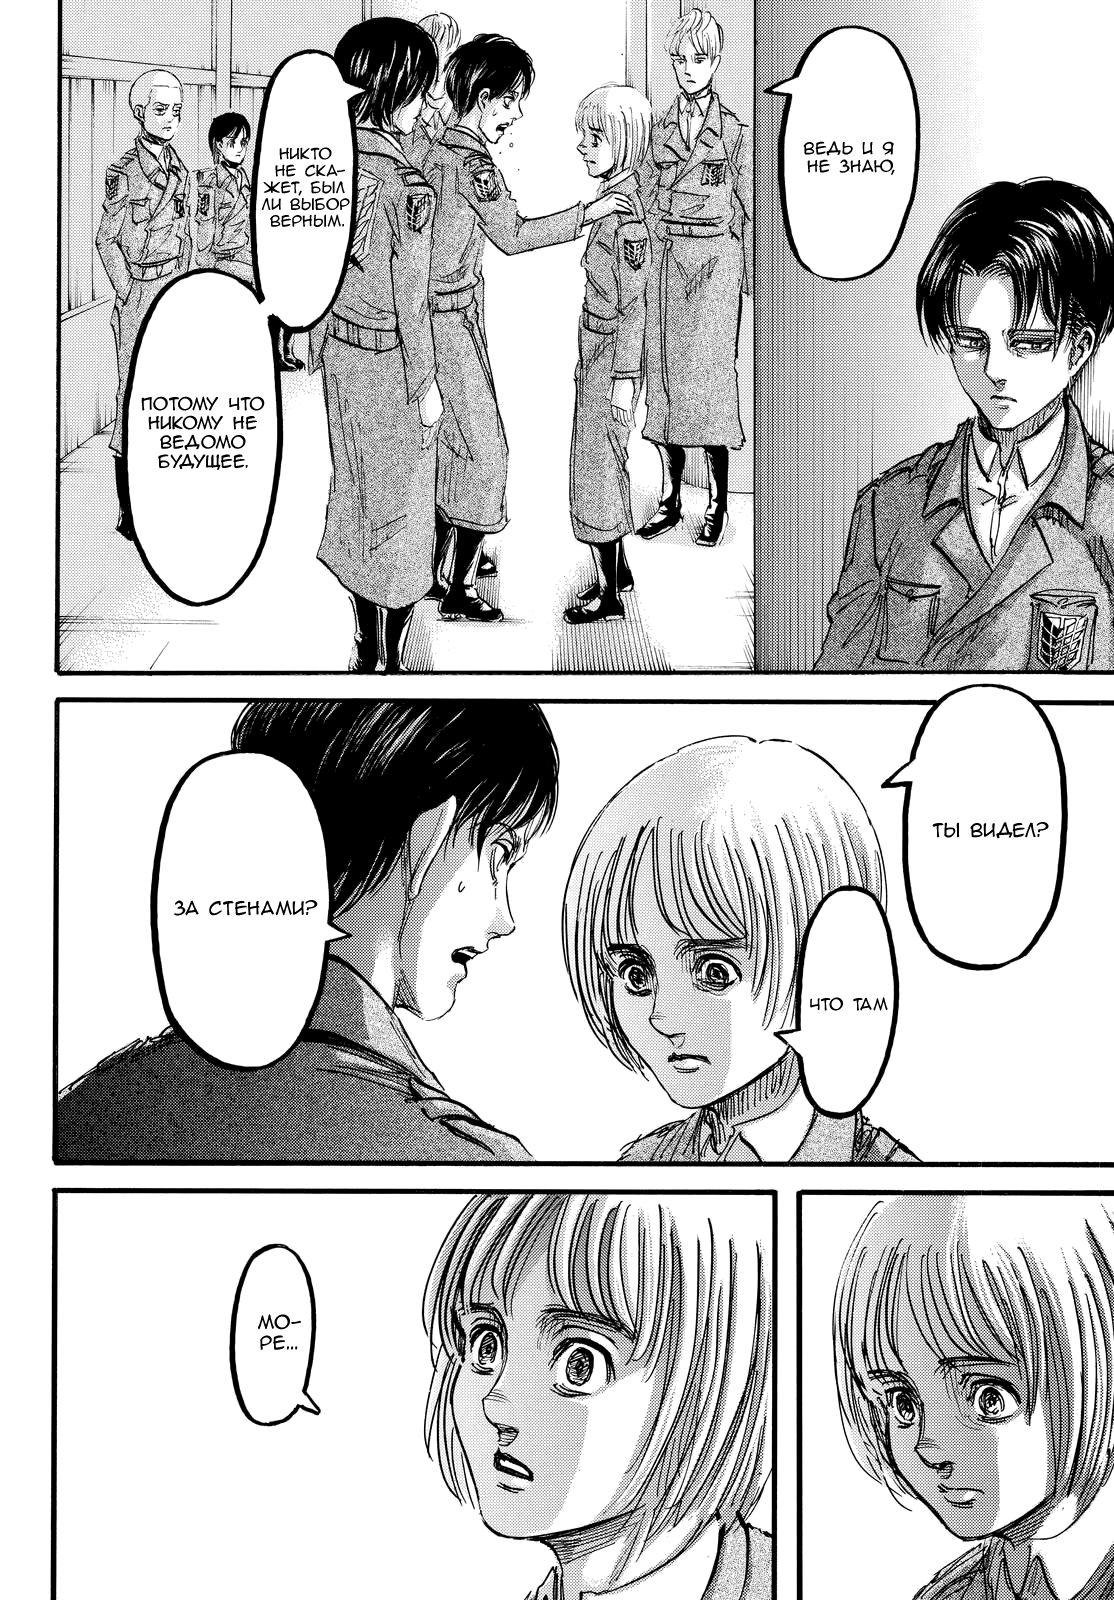 ВЕДЬ И Я
НЕ ЗНАЮ,
НИКТО
НЕ СКА-
ЖЕТ, БЫЛ
ЛИ ВЫБОР
ВЕРНЫМ.
ПОТОМУ ЧТО
НИКОМУ НЕ
ВЕДОМО
БУДУЩЕЕ.
ТЫ ВИДЕЛ?
ЧТО ТАМ
ЗА СТЕНАМИ?
МО-
РЕ...